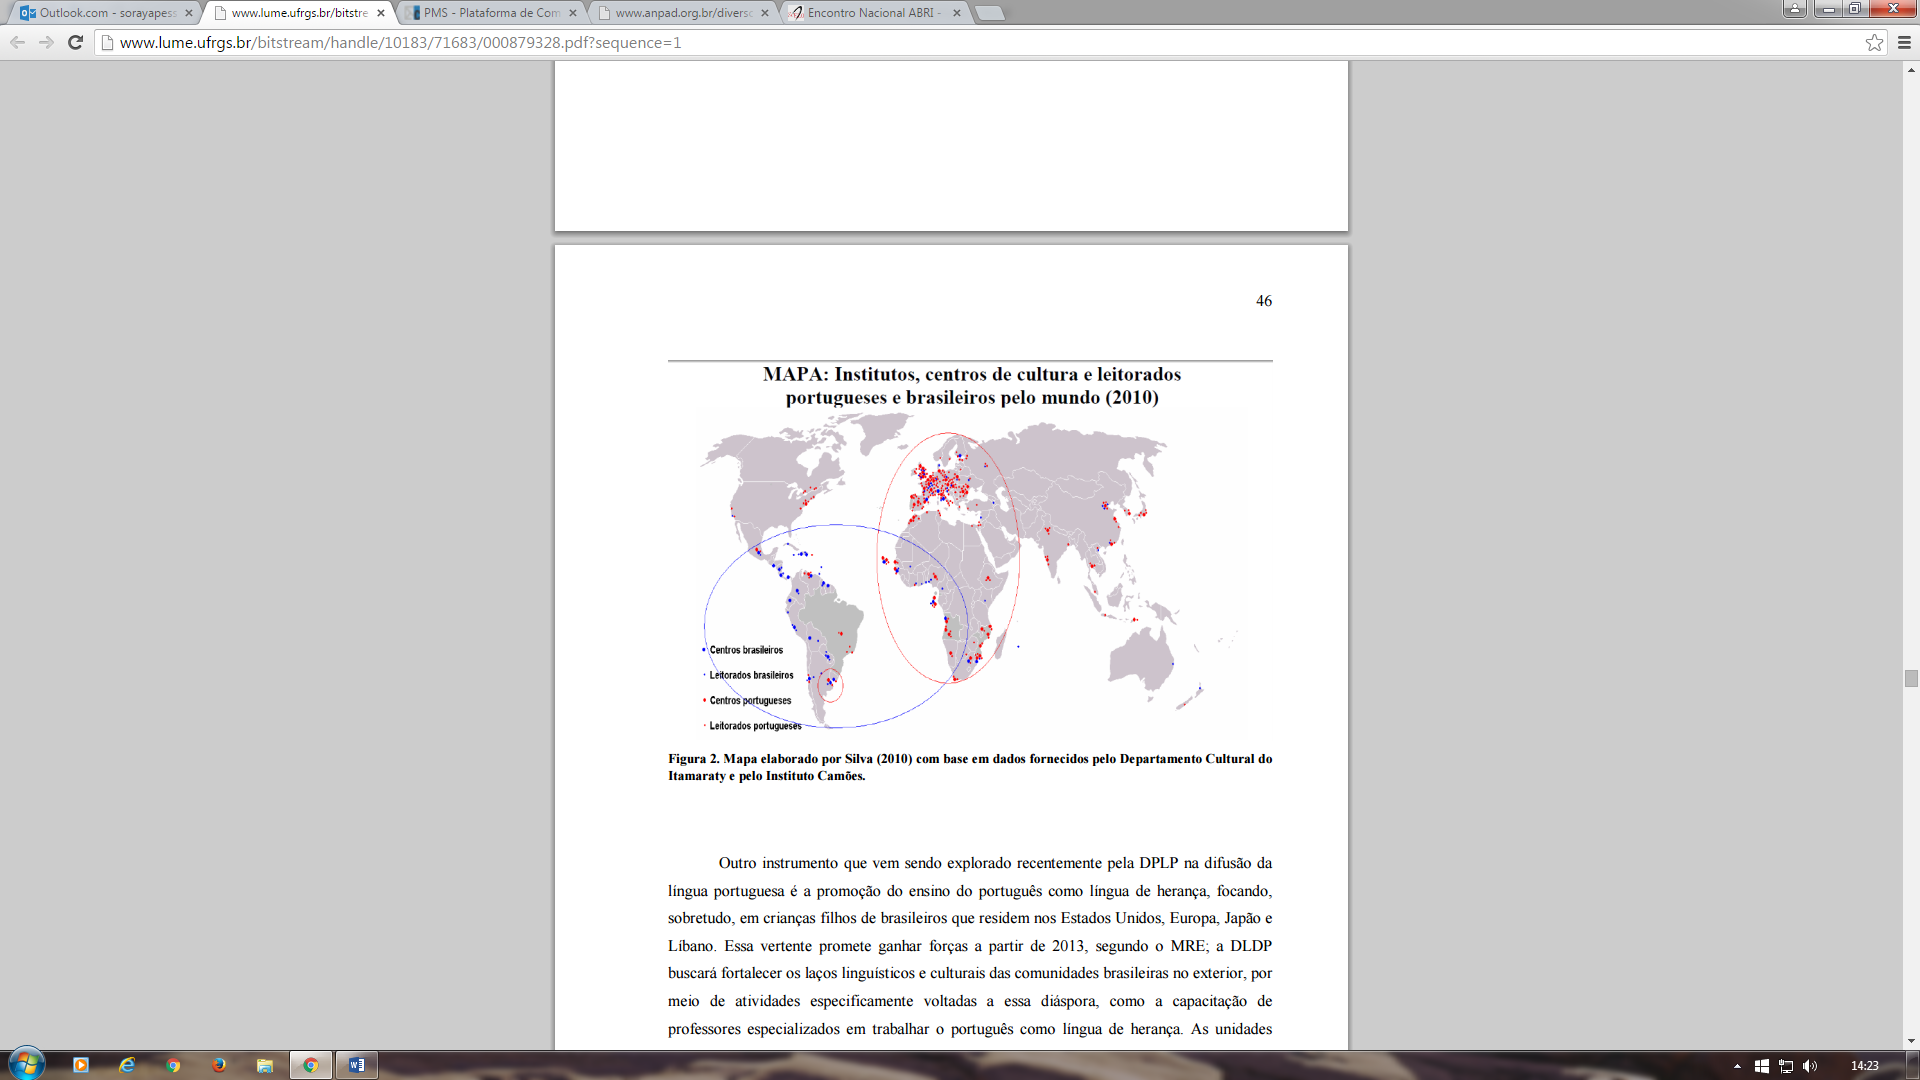 Outlook.com - sorayapess
www.lume.ufrgs.br/bitstre
PMS - Plataforma de Com
www.anpad.org.br/diverso
Encontro Nacional ABRI -
www.lume.ufrgs.br/bitstream/handle/10183/71683/000879328.pdf?sequence=1
46
MAPA: Institutos, centros de cultura e leitorados
portugueses e brasileiros pelo mundo (2010)
Centros brasileiros
Leitorados brasileiros
Centros portugueses
Leitorados portugueses
Figura 2. Mapa elaborado por Silva (2010) com base em dados fornecidos pelo Departamento Cultural do
Itamaraty e pelo Instituto Camões.
Outro instrumento que vem sendo explorado recentemente pela DPLP na difusão da
língua portuguesa é a promoção do ensino do português como língua de herança, focando,
sobretudo, em crianças filhos de brasileiros que residem nos Estados Unidos, Europa, Japão e
Líbano. Essa vertente promete ganhar forças a partir de 2013, segundo o MRE; a DLDP
buscará fortalecer os laços linguísticos e culturais das comunidades brasileiras no exterior, por
meio de atividades especificamente voltadas a essa diáspora, como a capacitação de
professores especializados em trabalhar o português como língua de herança. As unidades
14:23